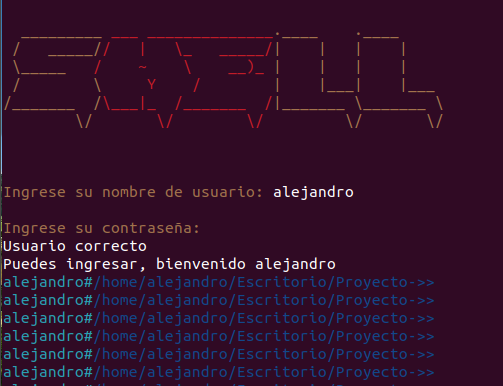 Ingrese su nombre de usuario: alejandro
Ingrese su contraseña:
Usuario correcto
Puedes ingresar, bienvenido alejandro
alejandro#/home/alejandro/Escritorio/Proyecto->>
alejandro#/home/alejandro/Escritorio/Proyecto->>
alejandro#/home/alejandro/Escritorio/Proyecto->>
alejandro#/home/alejandro/Escritorio/Proyecto->>
alejandro#/home/alejandro/Escritorio/Proyecto->>
alejandro#/home/alejandro/Escritorio/Proyecto->>